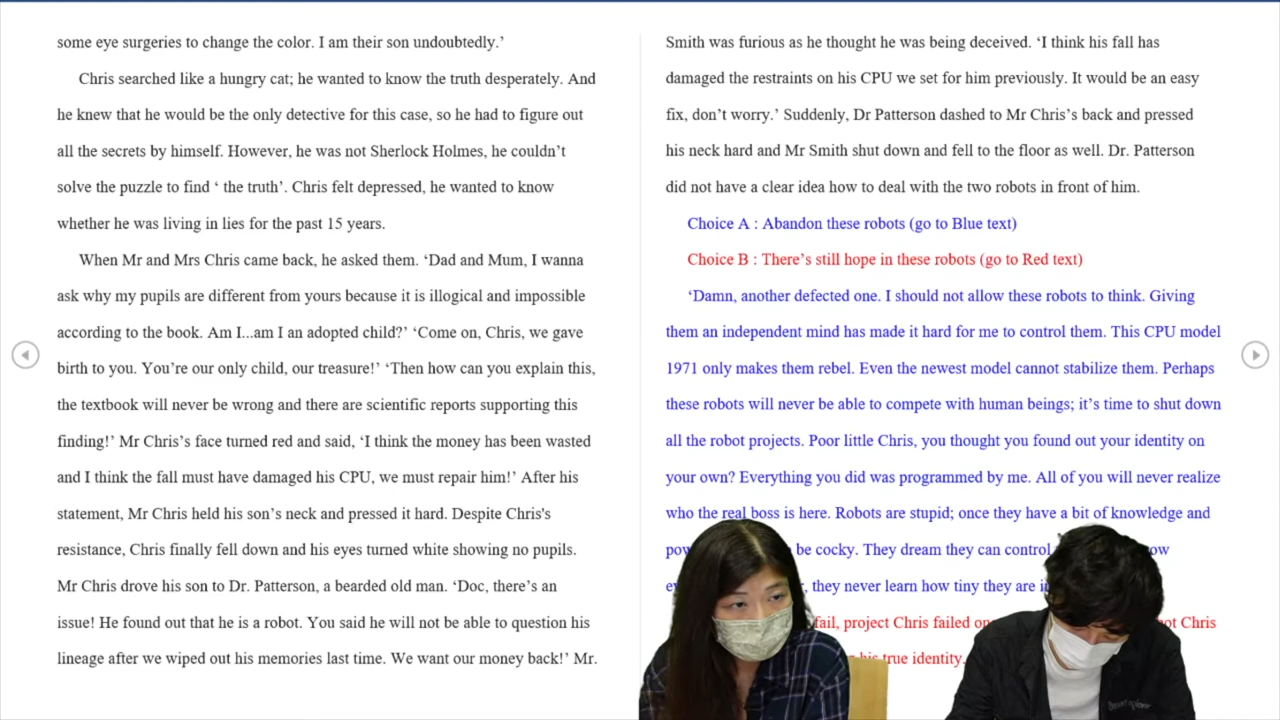 some eye surgeries to change the color. I am their son undoubtedly.’
Chris searched like a hungry cat; he wanted to know the truth desperately. And
he knew that he would be the only detective for this case, so he had to figure out
all the secrets by himself. However, he was not Sherlock Holmes, he couldn’t
solve the puzzle to find ‘ the truth’. Chris felt depressed, he wanted to know
whether he was living in lies for the past 15 years.
When Mr and Mrs Chris came back, he asked them. ‘Dad and Mum, I wanna
ask why my pupils are different from yours because it is illogical and impossible
according to the book. Am I...am I an adopted child?’ ‘Come on, Chris, we gave
birth to you. You’re our only child, our treasure!’ ‘Then how can you explain this,
the textbook will never be wrong and there are scientific reports supporting this
finding!’ Mr Chris’s face turned red and said, ‘I think the money has been wasted
and I think the fall must have damaged his CPU, we must repair him!’ After his
statement, Mr Chris held his son’s neck and pressed it hard. Despite Chris's
resistance, Chris finally fell down and his eyes turned white showing no pupils.
Mr Chris drove his son to Dr. Patterson, a bearded old man. ‘Doc, there’s an
issue! He found out that he is a robot. You said he will not be able to question his
lineage after we wiped out his memories last time. We want our money back!’ Mr.
Smith was furious as he thought he was being deceived. ‘I think his fall has
damaged the restraints on his CPU we set for him previously. It would be an easy
fix, don’t worry.’ Suddenly, Dr Patterson dashed to Mr Chris’s back and pressed
his neck hard and Mr Smith shut down and fell to the floor as well. Dr. Patterson
did not have a clear idea how to deal with the two robots in front of him.
Choice A : Abandon these robots (go to Blue text)
Choice B : There’s still hope in these robots (go to Red text)
‘Damn, another defected one. I should not allow these robots to think. Giving
them an independent mind has made it hard for me to control them. This CPU model
1971 only makes them rebel. Even the newest model cannot stabilize them. Perhaps
these robots will never be able to compete with human beings; it’s time to shut down
all the robot projects. Poor little Chris, you thought you found out your identity on
your own? Everything you did was programmed by me. All of you will never realize
who the real boss is here. Robots are stupid; once they have a bit of knowledge and
be cocky. They dream they can control
, they never learn how tiny they are
fail, project Chris failed Chris
his true identity.